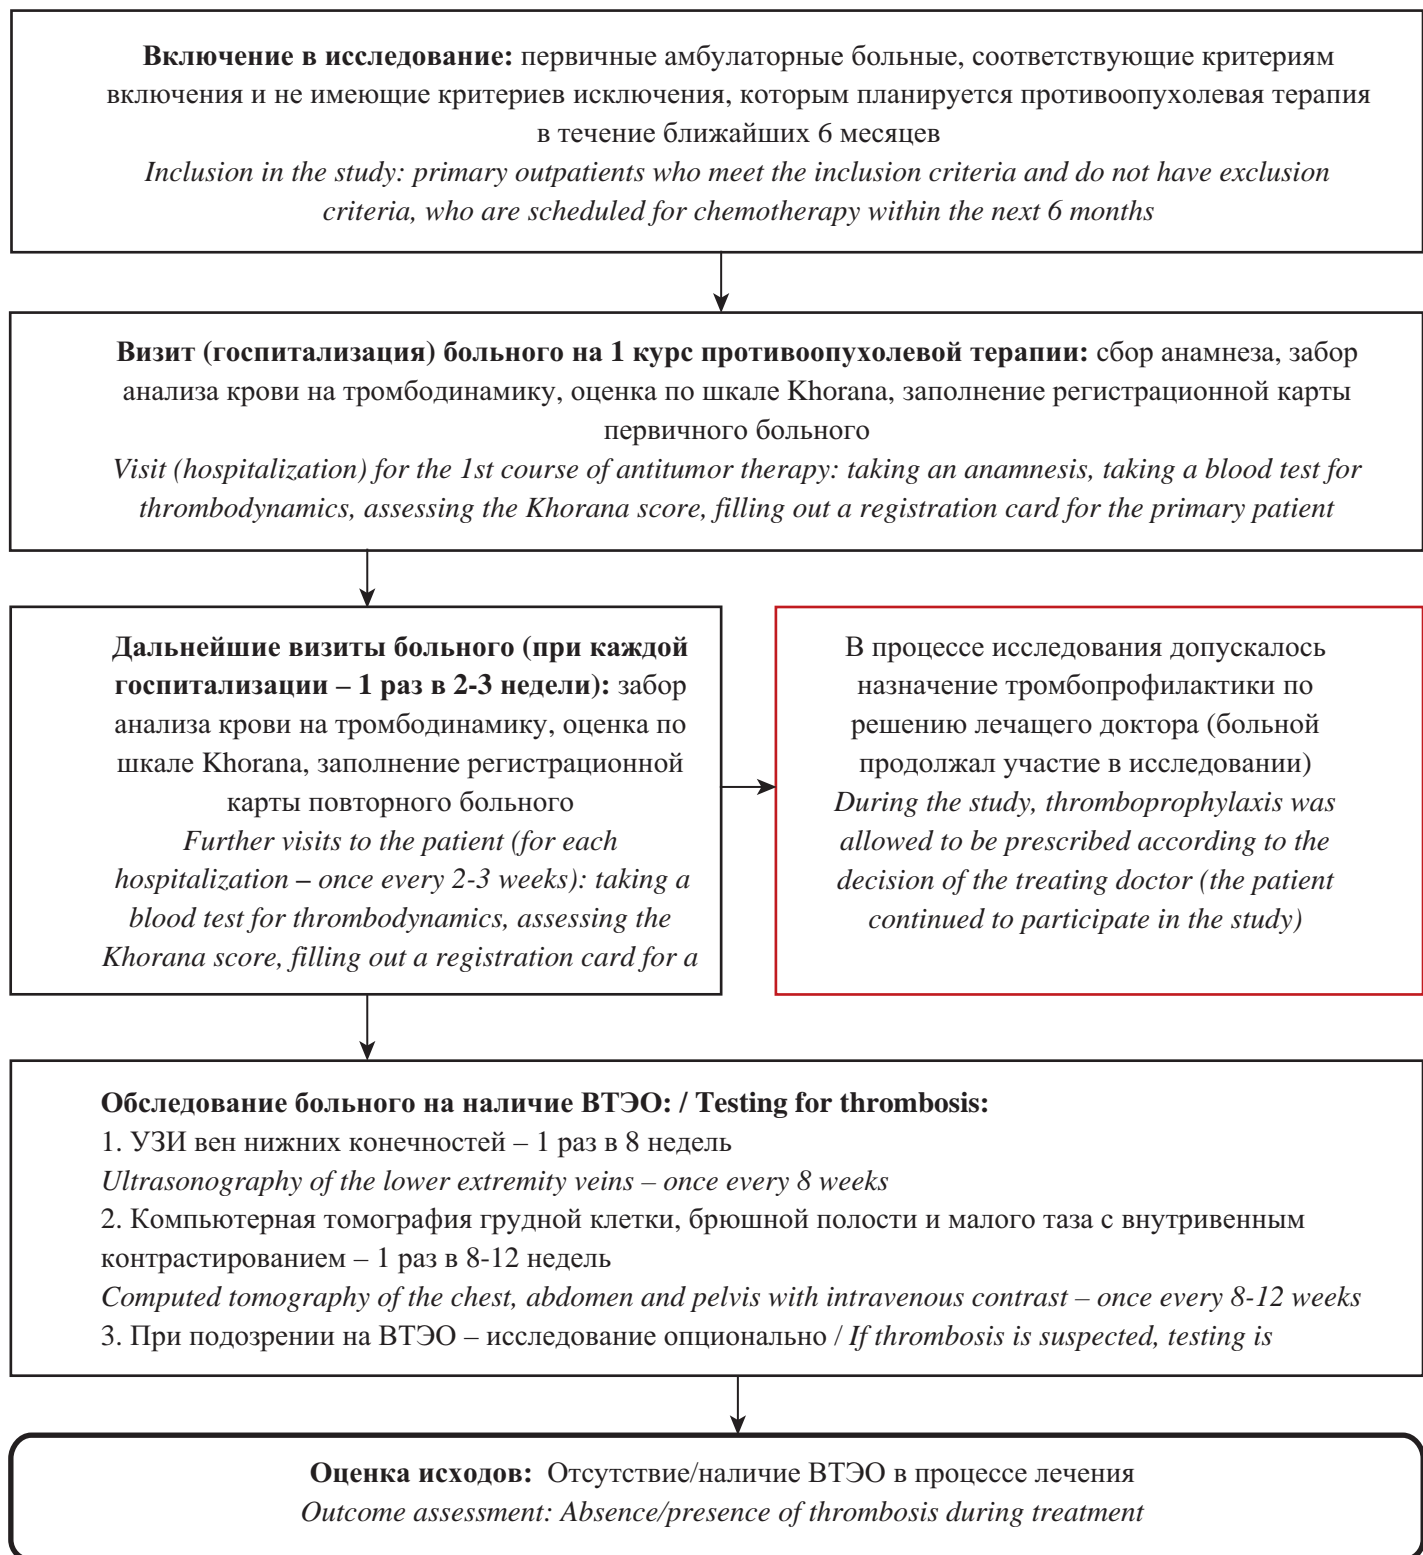 Включение в исследование: первичные амбулаторные больные, соответствующие критериям
включения и не имеющие критериев исключения, которым планируется противоопухолевая терапия
в течение ближайших 6 месяцев
Inclusion in the study: primary outpatients who meet the inclusion criteria and do not have exclusion
criteria, who are scheduled for chemotherapy within the next 6 months
Визит (госпитализация) больного на 1 курс противоопухолевой терапии: сбор анамнеза, забор
анализа крови на тромбодинамику, оценка по шкале Khorana, заполнение регистрационной карты
первичного больного
Visit (hospitalization) for the 1st course of antitumor therapy: taking an anamnesis, taking a blood test for
thrombodynamics, assessing the Khorana score, filling out a registration card for the primary patient
Дальнейшие визиты больного (при каждой
госпитализации – 1 раз в 2-3 недели): забор
анализа крови на тромбодинамику, оценка по
шкале Khorana, заполнение регистрационной
карты повторного больного
Further visits to the patient (for each
hospitalization – once every 2-3 weeks): taking a
blood test for thrombodynamics, assessing the
Khorana score, filling out a registration card for a
В процессе исследования допускалось
назначение тромбопрофилактики по
решению лечащего доктора (больной
продолжал участие в исследовании)
During the study, thromboprophylaxis was
allowed to be prescribed according to the
decision of the treating doctor (the patient
continued to participate in the study)
Обследование больного на наличие ВТЭО: / Testing for thrombosis:
1. УЗИ вен нижних конечностей – 1 раз в 8 недель
Ultrasonography of the lower extremity veins – once every 8 weeks
2. Компьютерная томография грудной клетки, брюшной полости и малого таза с внутривенным
контрастированием – 1 раз в 8-12 недель
Computed tomography of the chest, abdomen and pelvis with intravenous contrast – once every 8-12 weeks
3. При подозрении на ВТЭО – исследование опционально / If thrombosis is suspected, testing is
Оценка исходов: Отсутствие/наличие ВТЭО в процессе лечения
Outcome assessment: Absence/presence of thrombosis during treatment